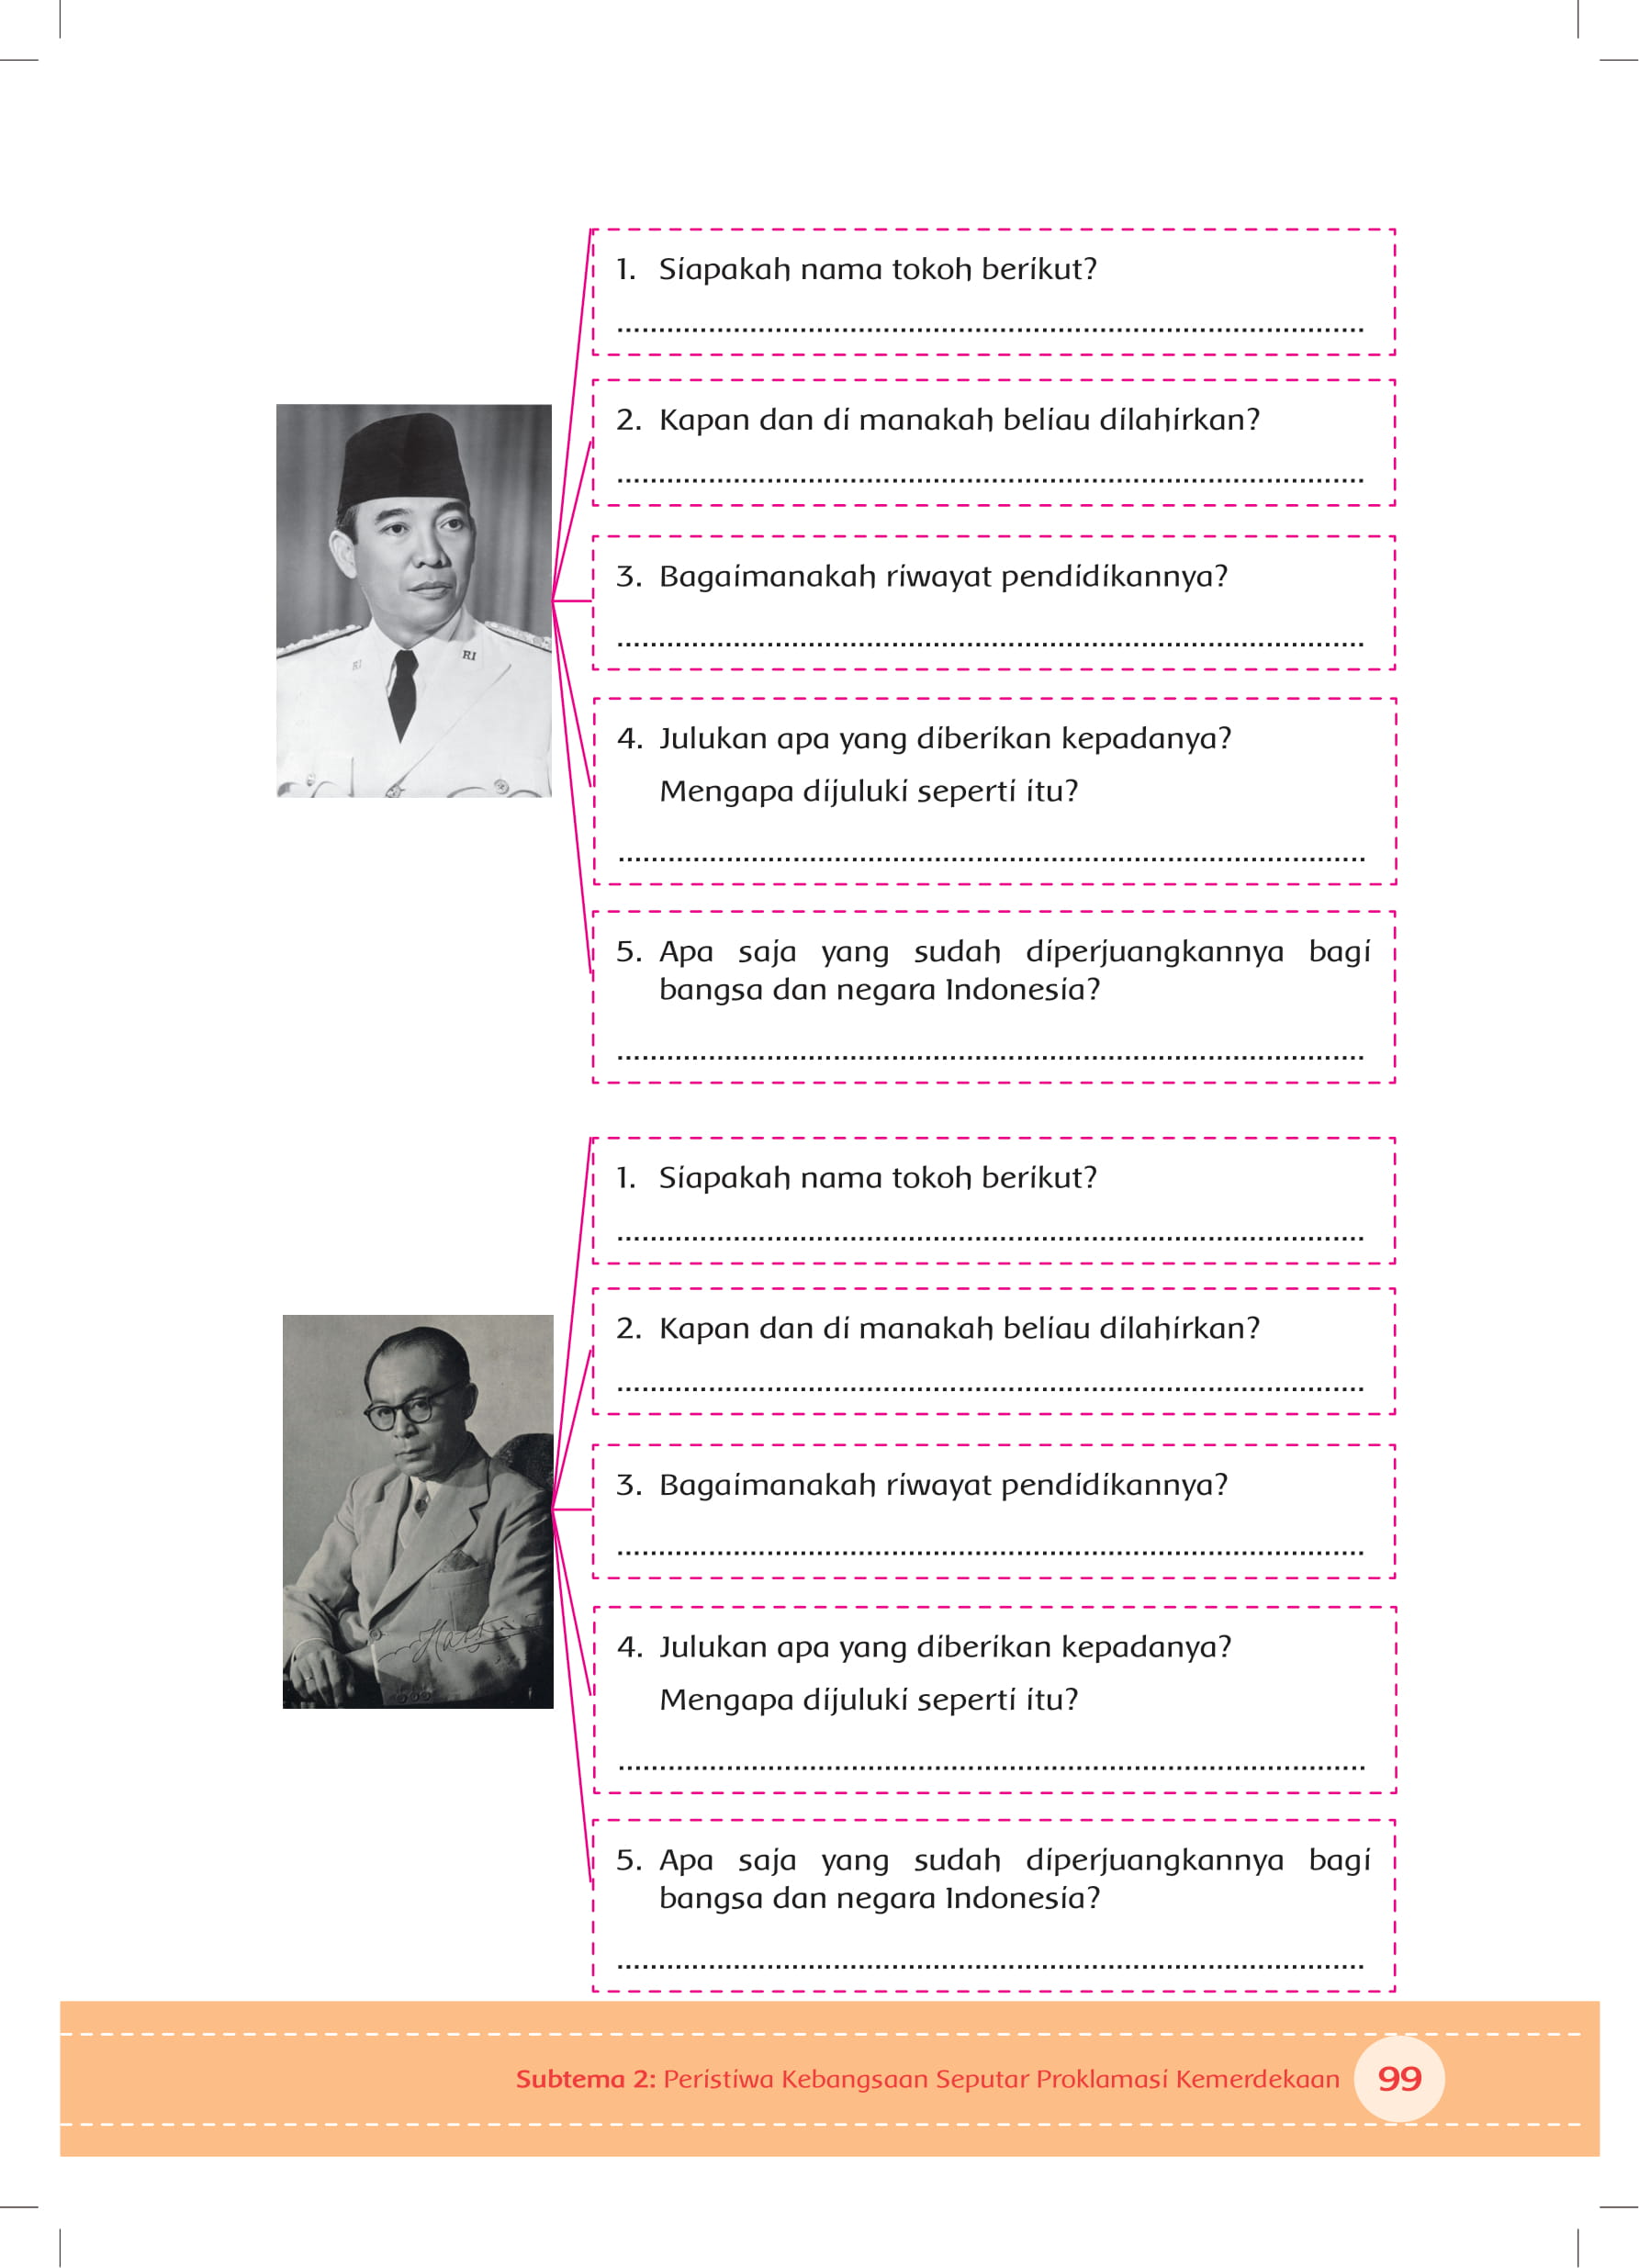 1. Siapakah nama tokoh berikut?
2. Kapan dan di manakah beliau dilahirkan?
3. Bagaimanakah riwayat pendidikannya?
RI
RI
4. Julukan apa yang diberikan kepadanya?
Mengapa dijuluki seperti itu?
5. Apa saja yang sudah diperjuangkannya bagi
bangsa dan negara Indonesia?
1. Siapakah nama tokoh berikut?
2. Kapan dan di manakah beliau dilahirkan?
3. Bagaimanakah riwayat pendidikannya?
4. Julukan apa yang diberikan kepadanya?
Mengapa dijuluki seperti itu?
5. Apa saja yang sudah diperjuangkannya bagi
bangsa dan negara Indonesia?
Subtema 2: Peristiwa Kebangsaan Seputar Proklamasi Kemerdekaan 99